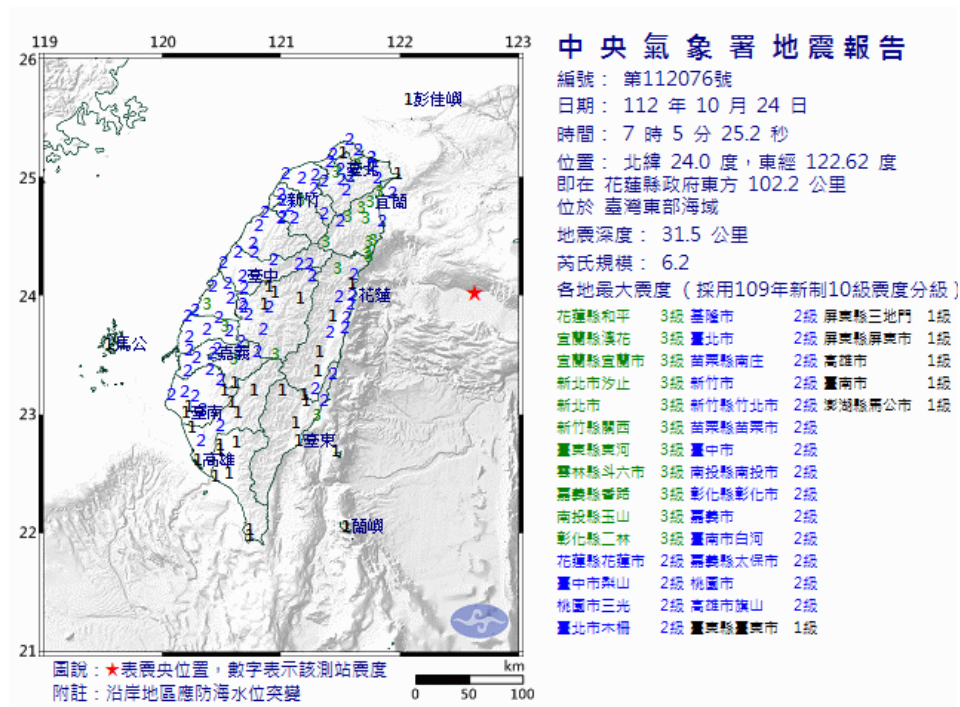 119 120 121 122 123
26
25
24
23
22
21
1彭佳嶼
臺北
新竹
宜蘭
臺中
花蓮
1馬公
嘉義
臺南
臺東
高雄
1蘭嶼
中央氣象署地震報告
編號： 第112076號
日期： 112 年 10 月 24 日
時間： 7 時 5 分 25.2 秒
位置： 北緯 24.0 度，東經 122.62 度
即在 花蓮縣政府東方 102.2 公里
位於 臺灣東部海域
地震深度： 31.5 公里
芮氏規模： 6.2
各地最大震度（採用109年新制10級震度分級）
花蓮縣和平 3級 基隆市 2級 屏東縣三地門 1級
宜蘭縣漢花 3級 臺北市 2級 屏東縣屏東市 1級
宜蘭縣宜蘭市 3級 苗栗縣南庄 2級 高雄市 1級
新北市汐止 3級 新竹市 2級 臺南市 1級
新北市 3級 新竹縣竹北市 2級 澎湖縣馬公市 1級
新竹縣關西 3級 苗栗縣苗栗市 2級
臺東縣東河 3級 臺中市 2級
雲林縣斗六市 3級 南投縣南投市 2級
嘉義縣番路 3級 彰化縣彰化市 2級
南投縣玉山 3級 嘉義市 2級
彰化縣二林 3級 臺南市白河 2級
花蓮縣花蓮市 2級 嘉義縣太保市 2級
臺中市梨山 2級 桃園市 2級
桃園市三光 2級 高雄市旗山 2級
臺北市木柵 2級 臺東縣臺東市 1級
圖說：★表震央位置，數字表示該測站震度
附註：沿岸地區應防海水位突變
km
0 50 100